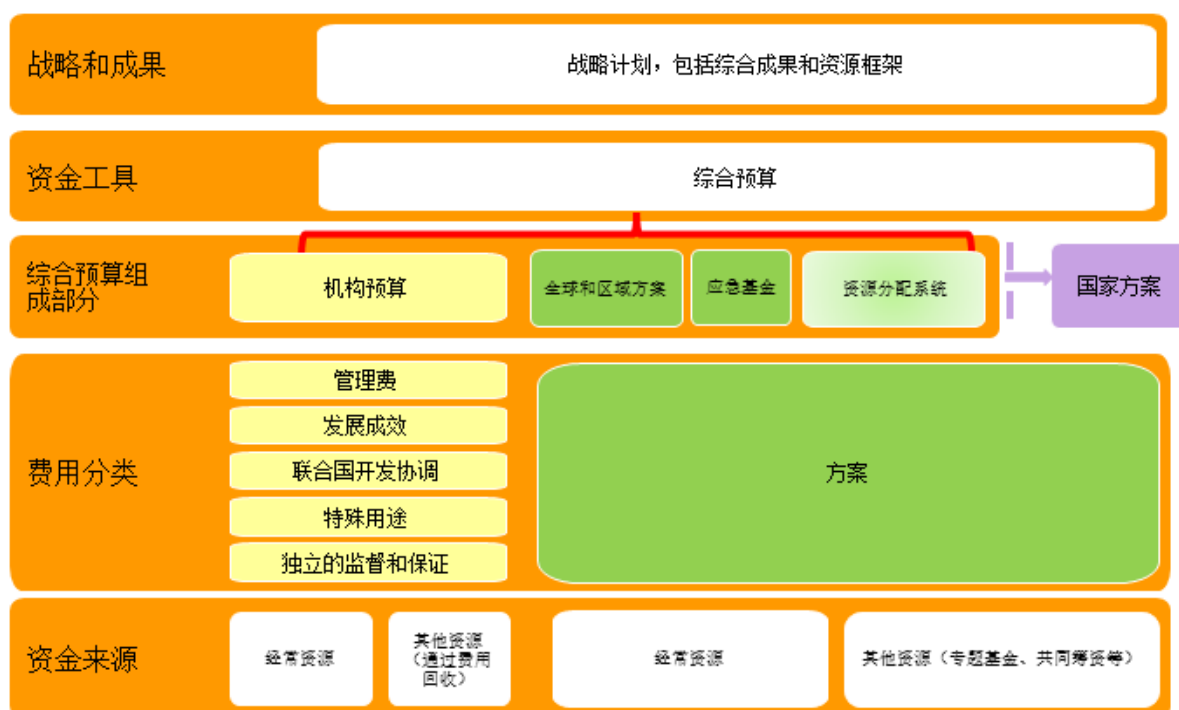 战略和成果
战略计划，包括综合成果和资源框架
资金工具
综合预算
综合预算组
成部分
机构预算
全球和区域方案
应急基金
资源分配系统
国家方案
费用分类
管理费
发展成效
联合国开发协调
特殊用途
独立的监督和保证
方案
资金来源
经常资源
其他资源
（通过费用
回收）
经常资源
其他资源（专题基金、共同筹资等）